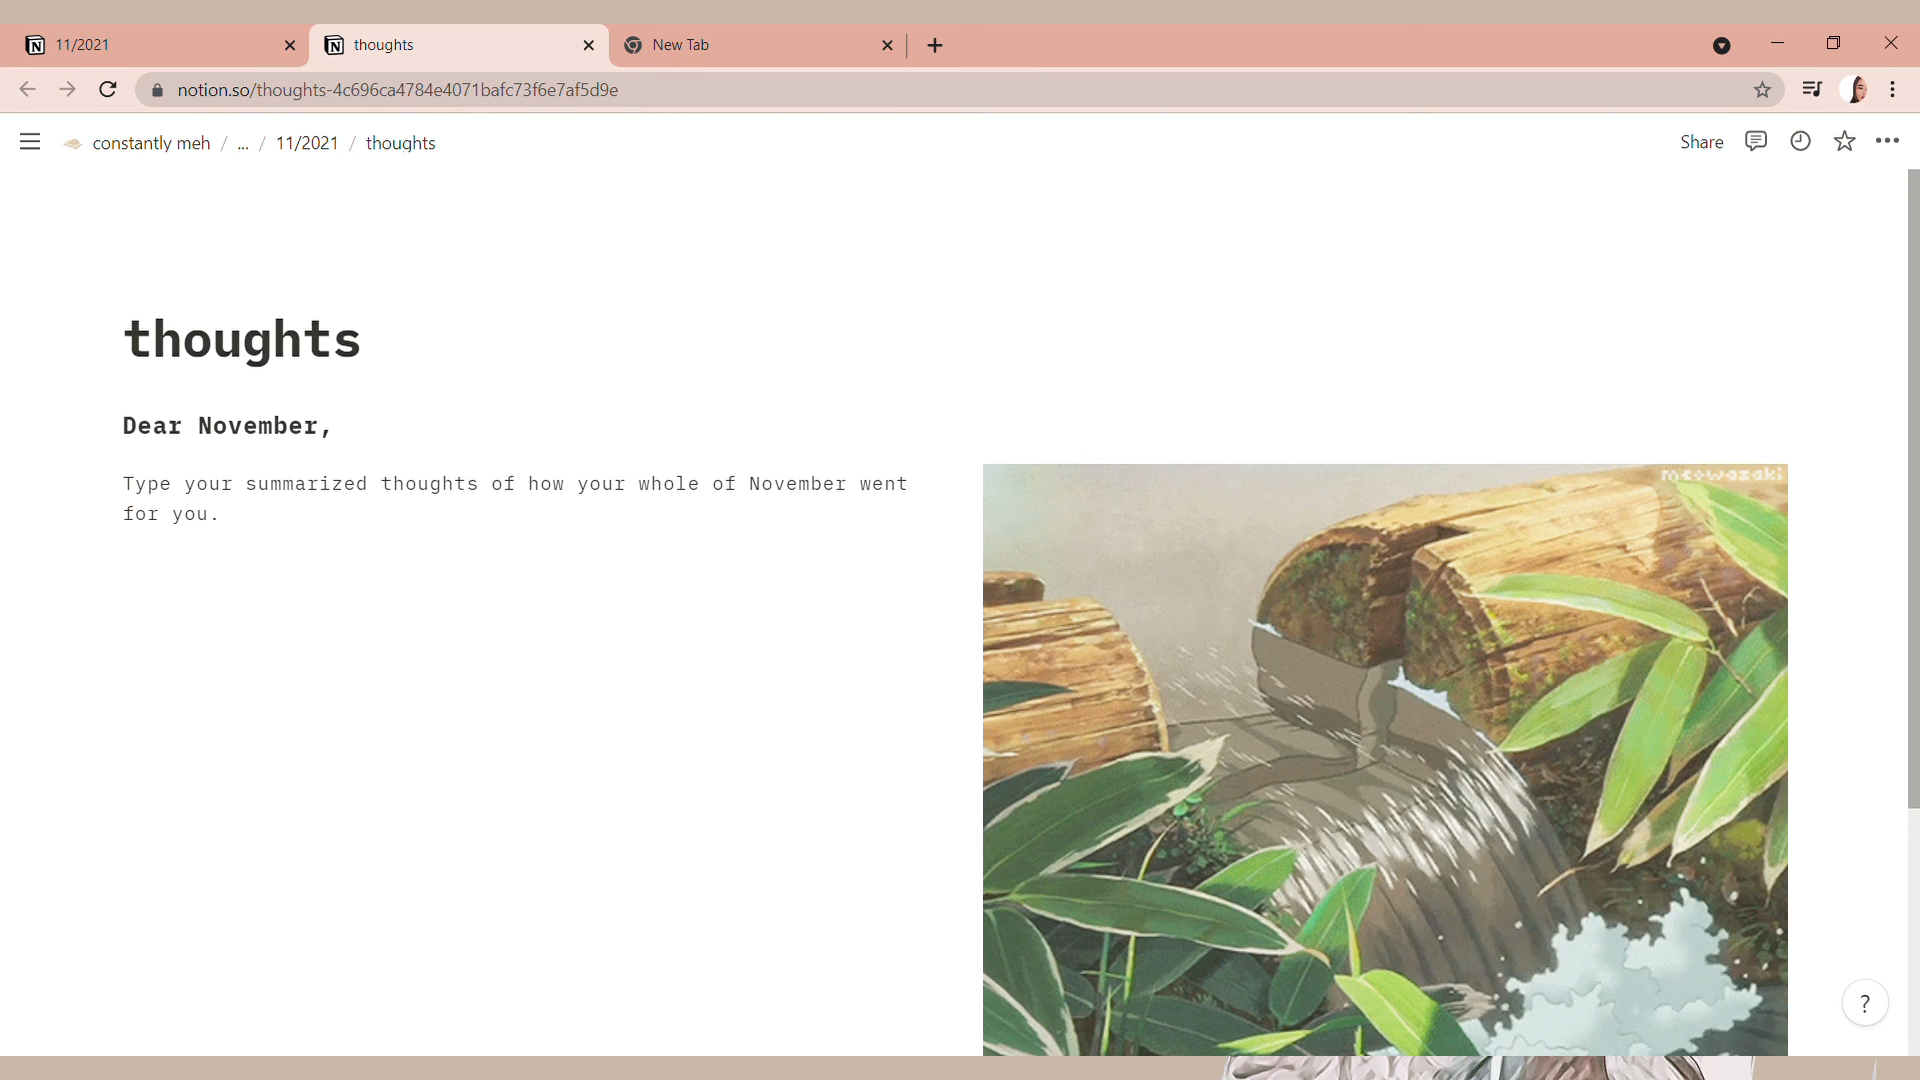 11/2021
thoughts
New Tab
notion.so/thoughts-4c696ca4784e4071bafc73f6e7af5d9e
constantly meh / ... / 11/2021 / thoughts
Share
thoughts
Dear November,
Type your summarized thoughts of how your whole of November went
for you.
meowazaki
?